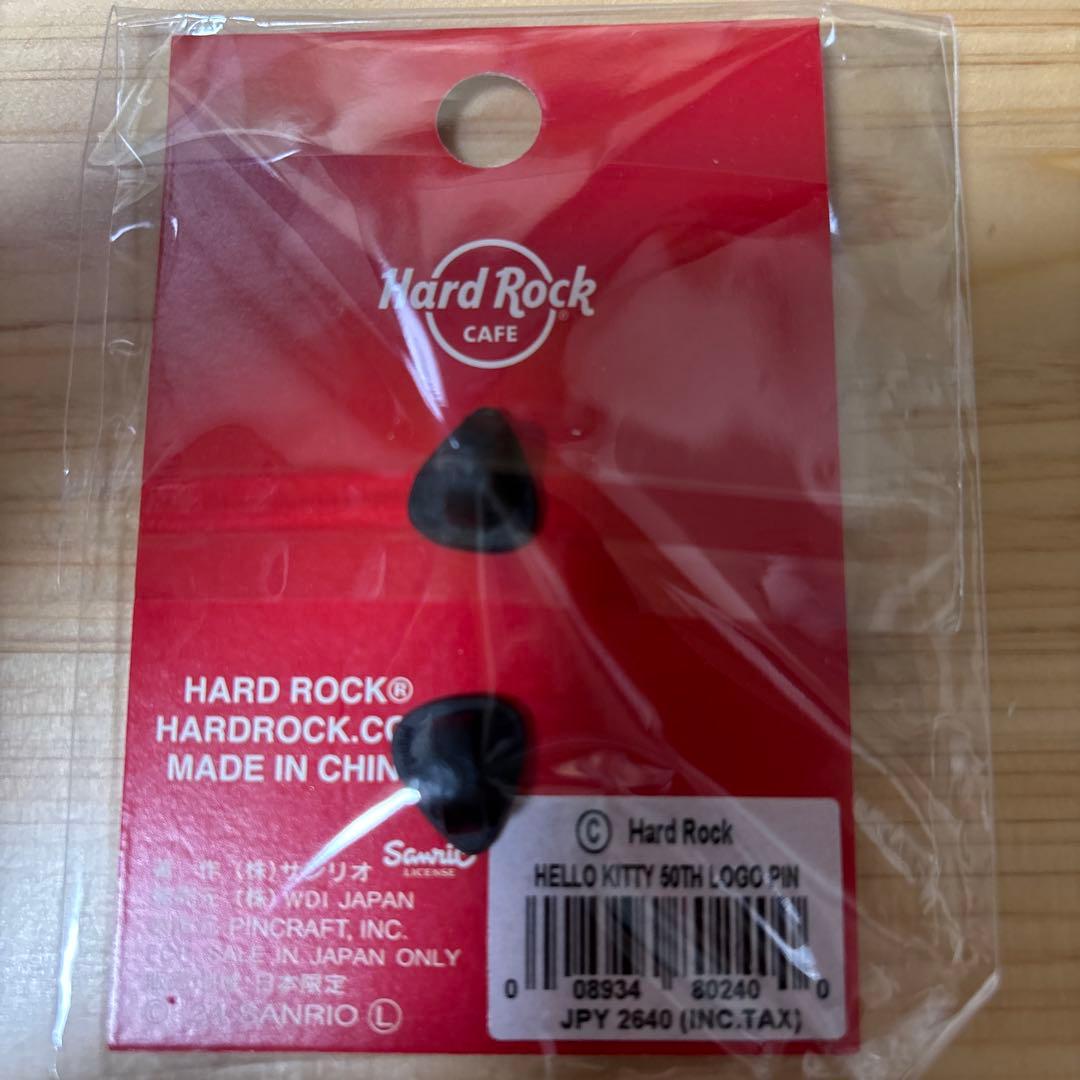 Hard Rock®
CAFE
HARD ROCK®
HARDROCK.CO
MADE IN CHIN
作 (株)サンリオ
Sanrio
LICENSE
(株) WDI JAPAN
PINCRAFT, INC.
SALE IN JAPAN ONLY
日本限定
SANRIO Ⓛ
© Hard Rock
HELLO KITTY 50TH LOGO PIN
0 08934 80240 0
JPY 2640 (INC.TAX)